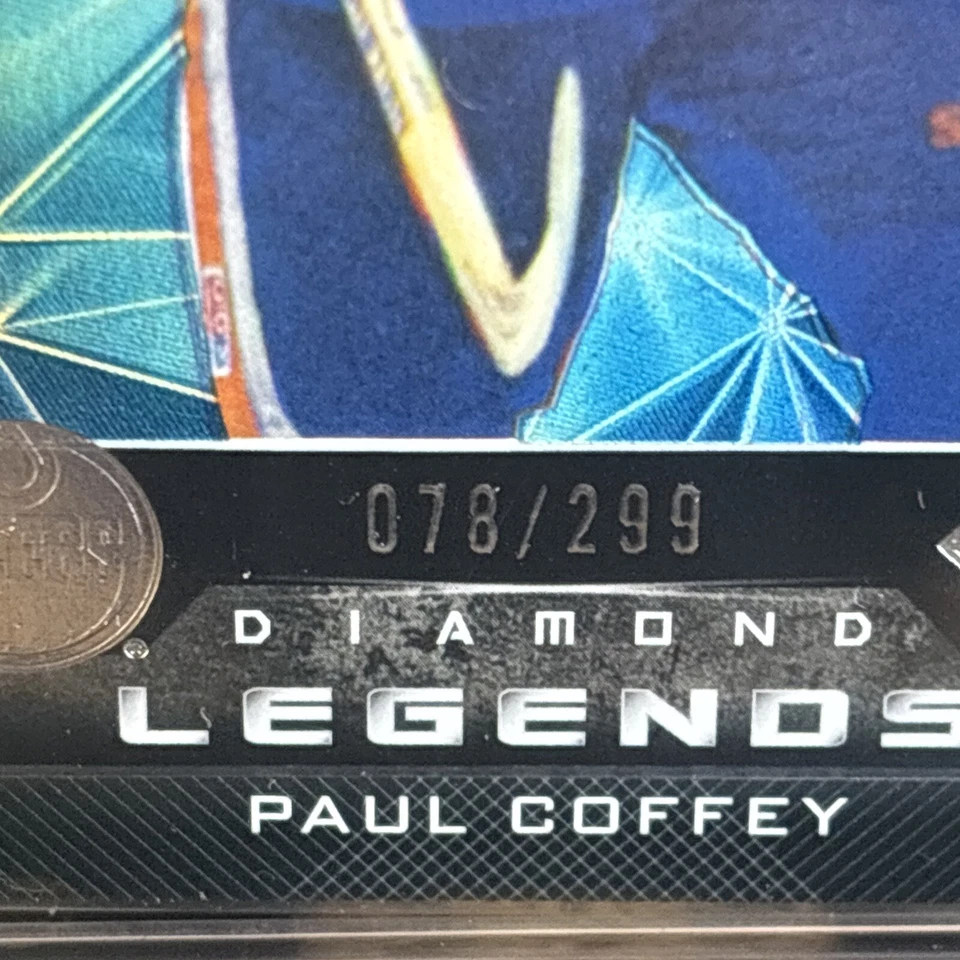 078/299
®
DIAMOND
LEGENDS
PAUL COFFEY